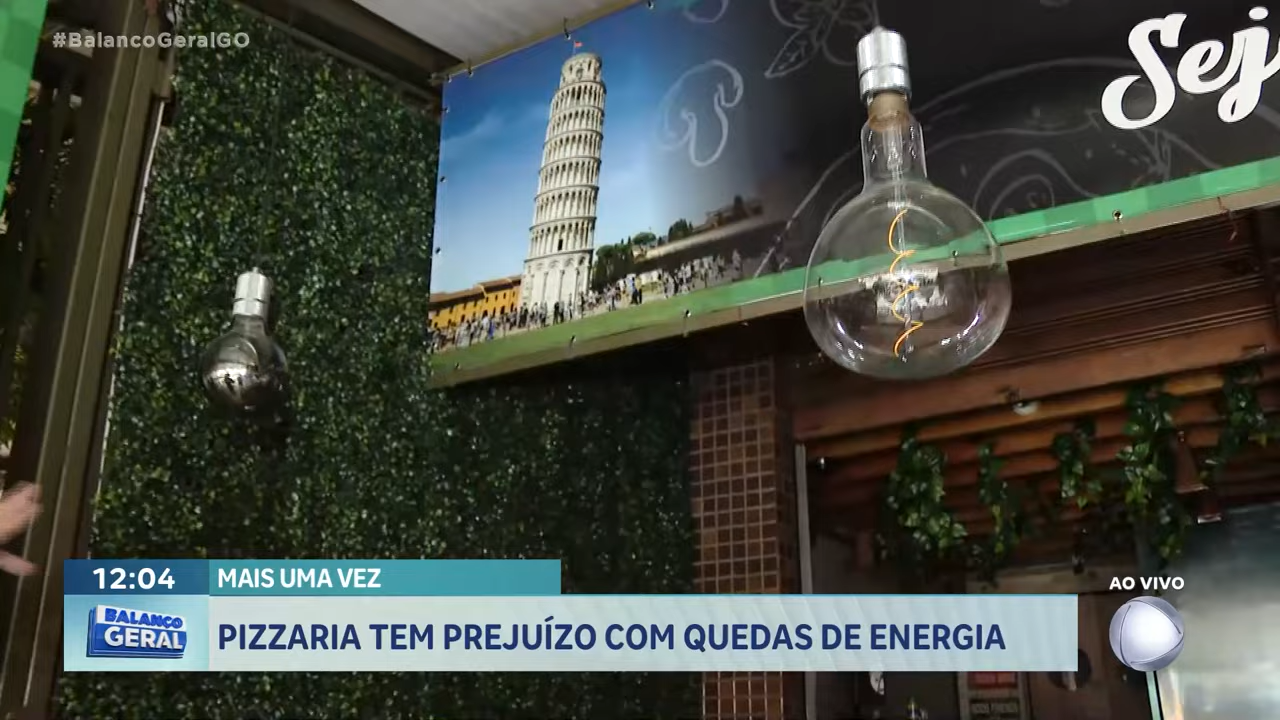 #BalancoGeralGO
Sej
12:04
MAIS UMA VEZ
AO VIVO
BALANÇO
GERAL
PIZZARIA TEM PREJUÍZO COM QUEDAS DE ENERGIA